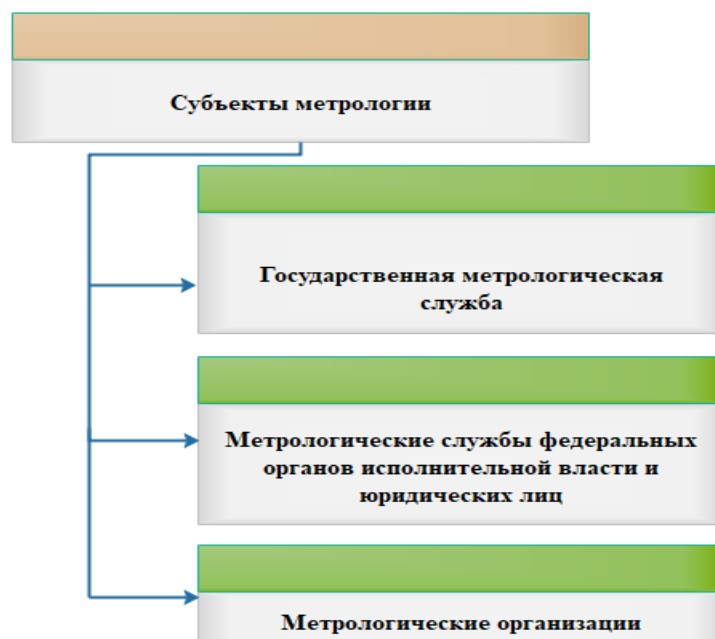 Субъекты метрологии
Государственная метрологическая
служба
Метрологические службы федеральных
органов исполнительной власти и
юридических лиц
Метрологические организации